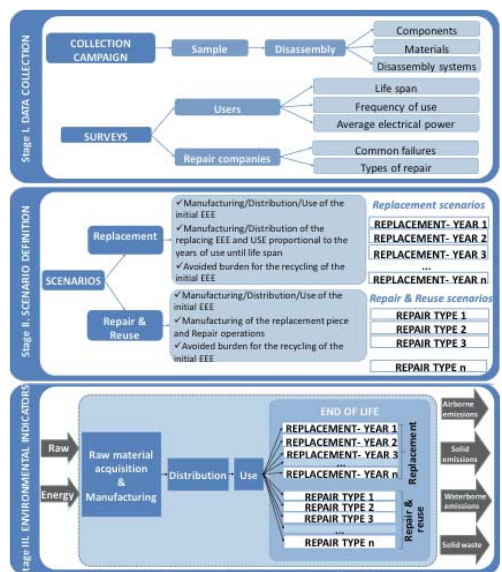 Stage I. DATA COLLECTION
COLLECTION
CAMPAIGN
Sample
Disassembly
Components
Materials
Disassembly systems
SURVEYS
Users
Life span
Frequency of use
Average electrical power
Repair companies
Common failures
Types of repair
Stage II. SCENARIO DEFINITION
SCENARIOS
Replacement
✓Manufacturing/Distribution/Use of the
initial EEE
✓Manufacturing/Distribution of the
replacing EEE and USE proportional to the
years of use until life span
✓Avoided burden for the recycling of the
initial EEE
Replacement scenarios
REPLACEMENT- YEAR 1
REPLACEMENT- YEAR 2
REPLACEMENT- YEAR 3
...
REPLACEMENT- YEAR n
Repair &
Reuse
✓Manufacturing/Distribution/Use of the
initial EEE
✓Manufacturing of the replacement piece
and Repair operations
✓Avoided burden for the recycling of the
initial EEE
Repair & Reuse scenarios
REPAIR TYPE 1
REPAIR TYPE 2
REPAIR TYPE 3
REPAIR TYPE n
Stage III. ENVIRONMENTAL INDICATORS
Raw
Energy
Raw material
acquisition
&
Manufacturing
Distribution
Use
END OF LIFE
REPLACEMENT- YEAR 1
REPLACEMENT- YEAR 2
REPLACEMENT- YEAR 3
...
REPLACEMENT- YEAR n
Replacement
REPAIR TYPE 1
REPAIR TYPE 2
REPAIR TYPE 3
...
REPAIR TYPE n
Repair &
reuse
Airborne
emissions
Solid
emissions
Waterborne
emissions
Solid waste